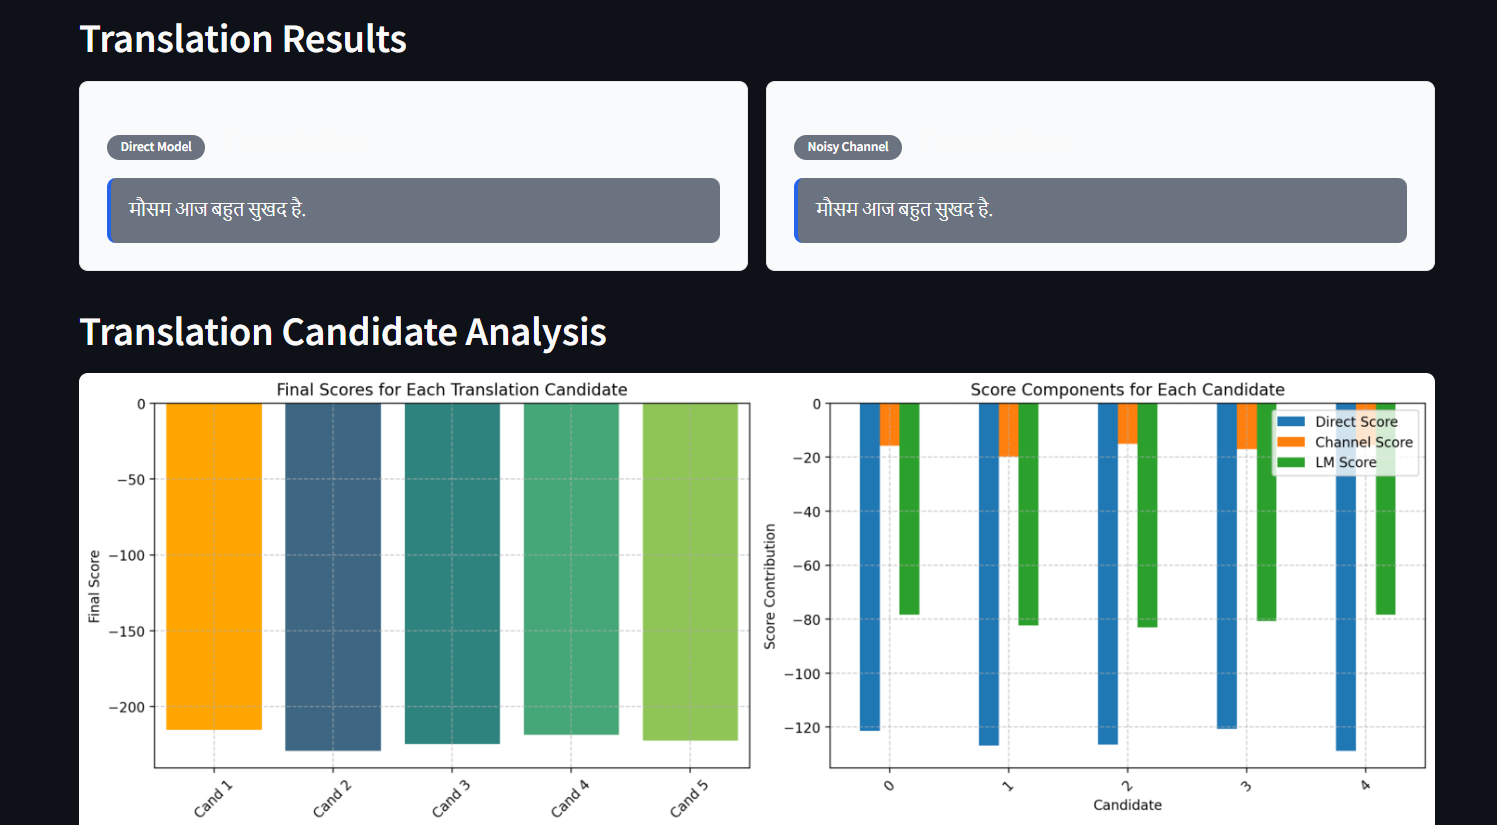 Translation Results
Direct Model
मौसम आज बहुत सुखद है.
Noisy Channel
मौसम आज बहुत सुखद है.
Translation Candidate Analysis
Final Scores for Each Translation Candidate
Final Score
0
−50
−100
−150
−200
Cand 1
Cand 2
Cand 3
Cand 4
Cand 5
Score Components for Each Candidate
Score Contribution
0
−20
−40
−60
−80
−100
−120
Direct Score
Channel Score
LM Score
0
1
2
3
4
Candidate